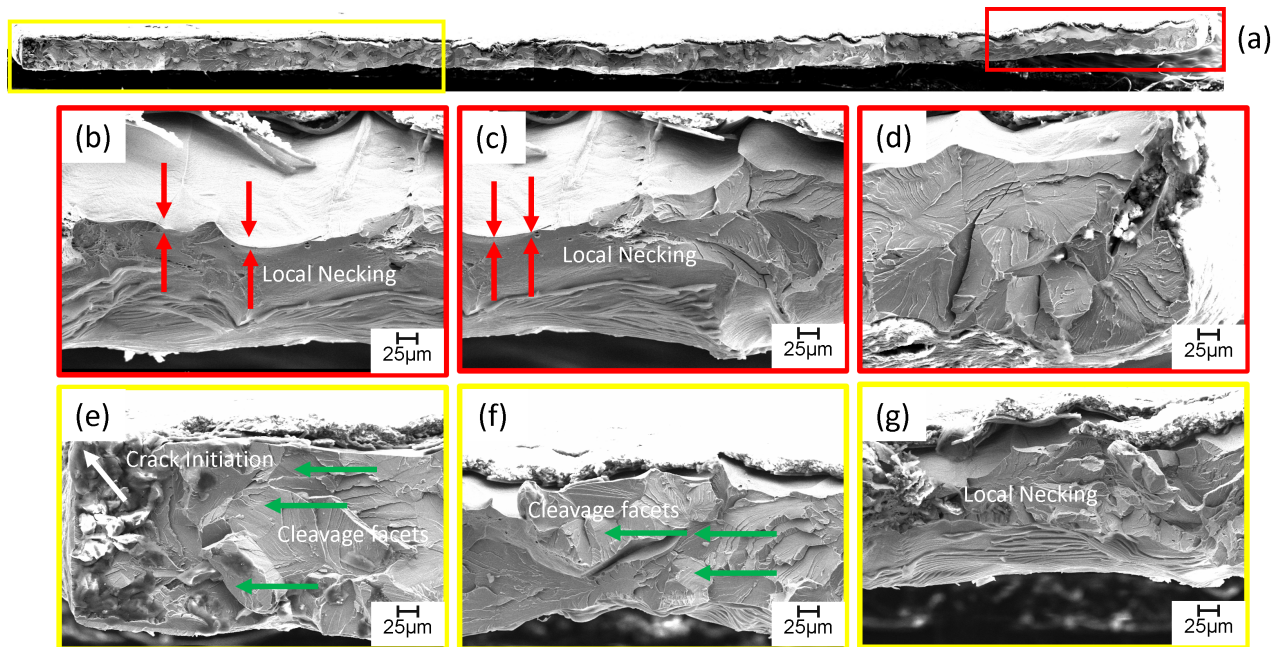 (a)
(b)
Local Necking
25µm
(c)
Local Necking
25µm
(d)
25µm
(e)
Crack Initiation
Cleavage facets
25µm
(f)
Cleavage facets
25µm
(g)
Local Necking
25µm